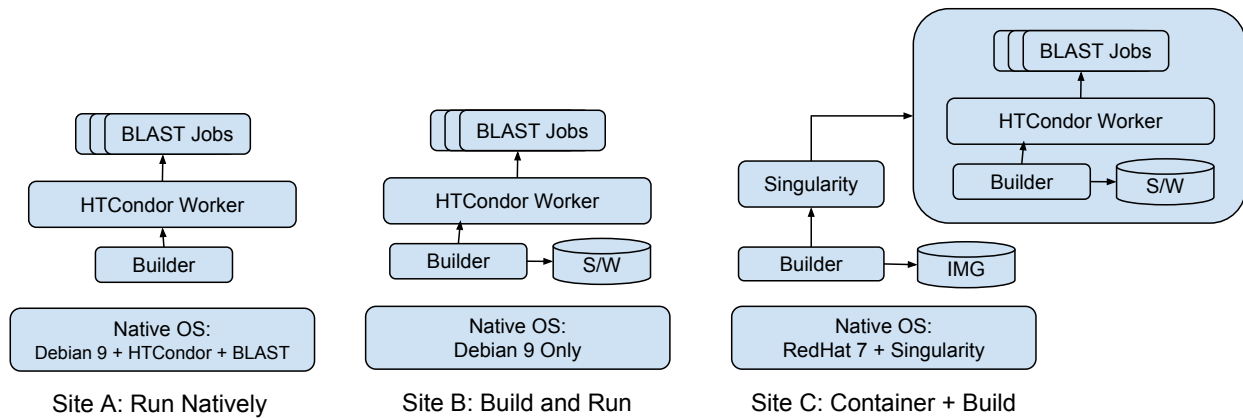 BLAST Jobs
HTCondor Worker
Builder
Native OS:
Debian 9 + HTCondor + BLAST
Site A: Run Natively
BLAST Jobs
HTCondor Worker
Builder
S/W
Native OS:
Debian 9 Only
Site B: Build and Run
BLAST Jobs
HTCondor Worker
Builder
S/W
Singularity
Builder
IMG
Native OS:
RedHat 7 + Singularity
Site C: Container + Build